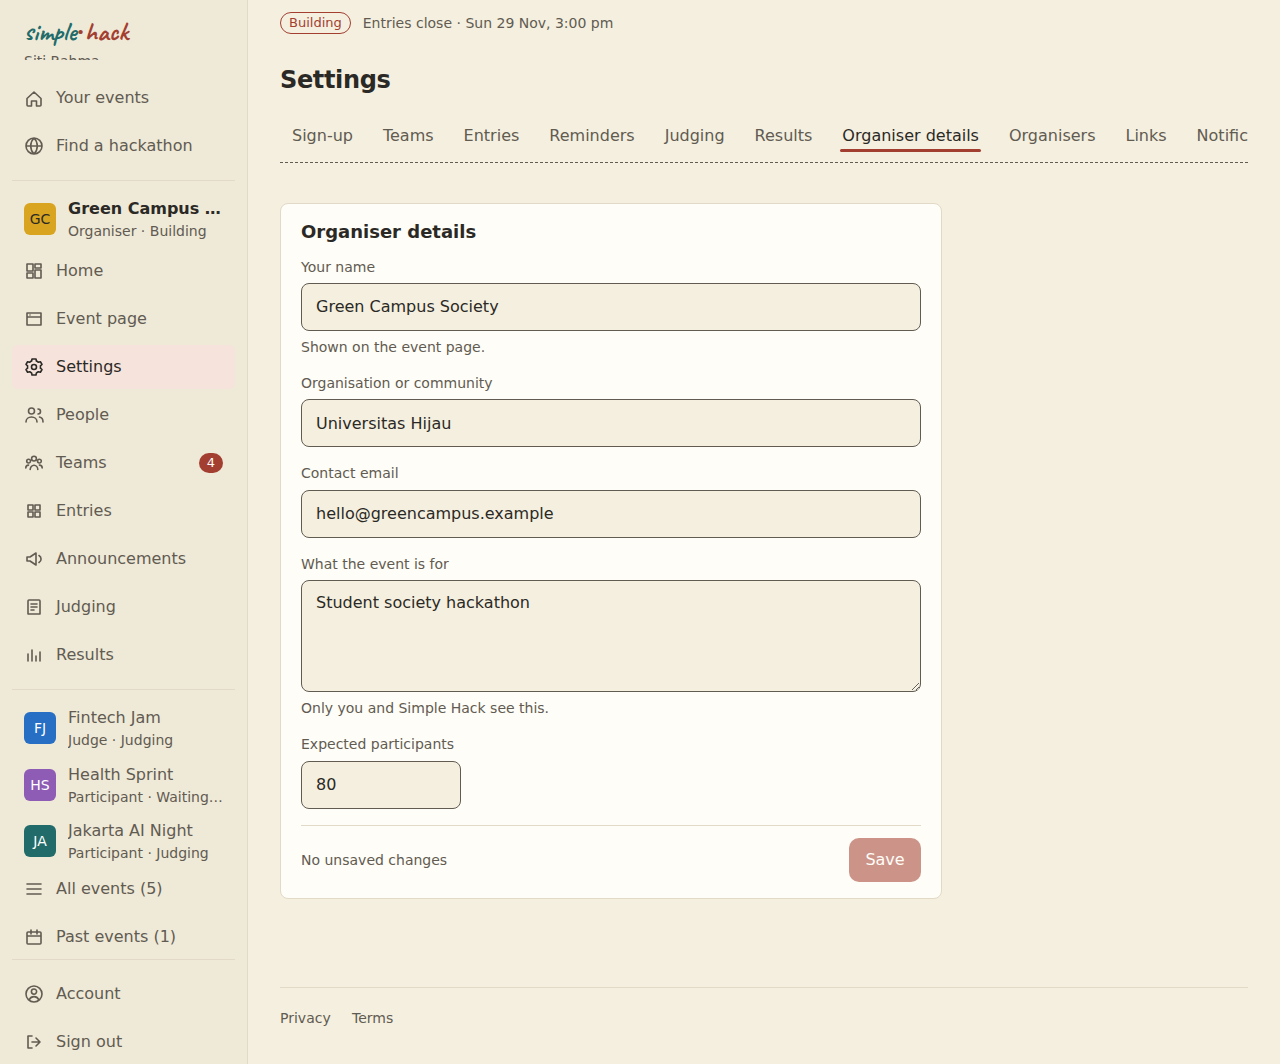 simple·hack
Siti Rahma
Your events
Find a hackathon
GC
Green Campus ...
Organiser · Building
Home
Event page
Settings
People
Teams
4
Entries
Announcements
Judging
Results
FJ
Fintech Jam
Judge · Judging
HS
Health Sprint
Participant · Waiting...
JA
Jakarta AI Night
Participant · Judging
All events (5)
Past events (1)
Account
Sign out
Building
Entries close · Sun 29 Nov, 3:00 pm
Settings
Sign-up Teams Entries Reminders Judging Results Organiser details Organisers Links Notific
Organiser details
Your name
Green Campus Society
Shown on the event page.
Organisation or community
Universitas Hijau
Contact email
hello@greencampus.example
What the event is for
Student society hackathon
Only you and Simple Hack see this.
Expected participants
80
No unsaved changes
Save
Privacy Terms